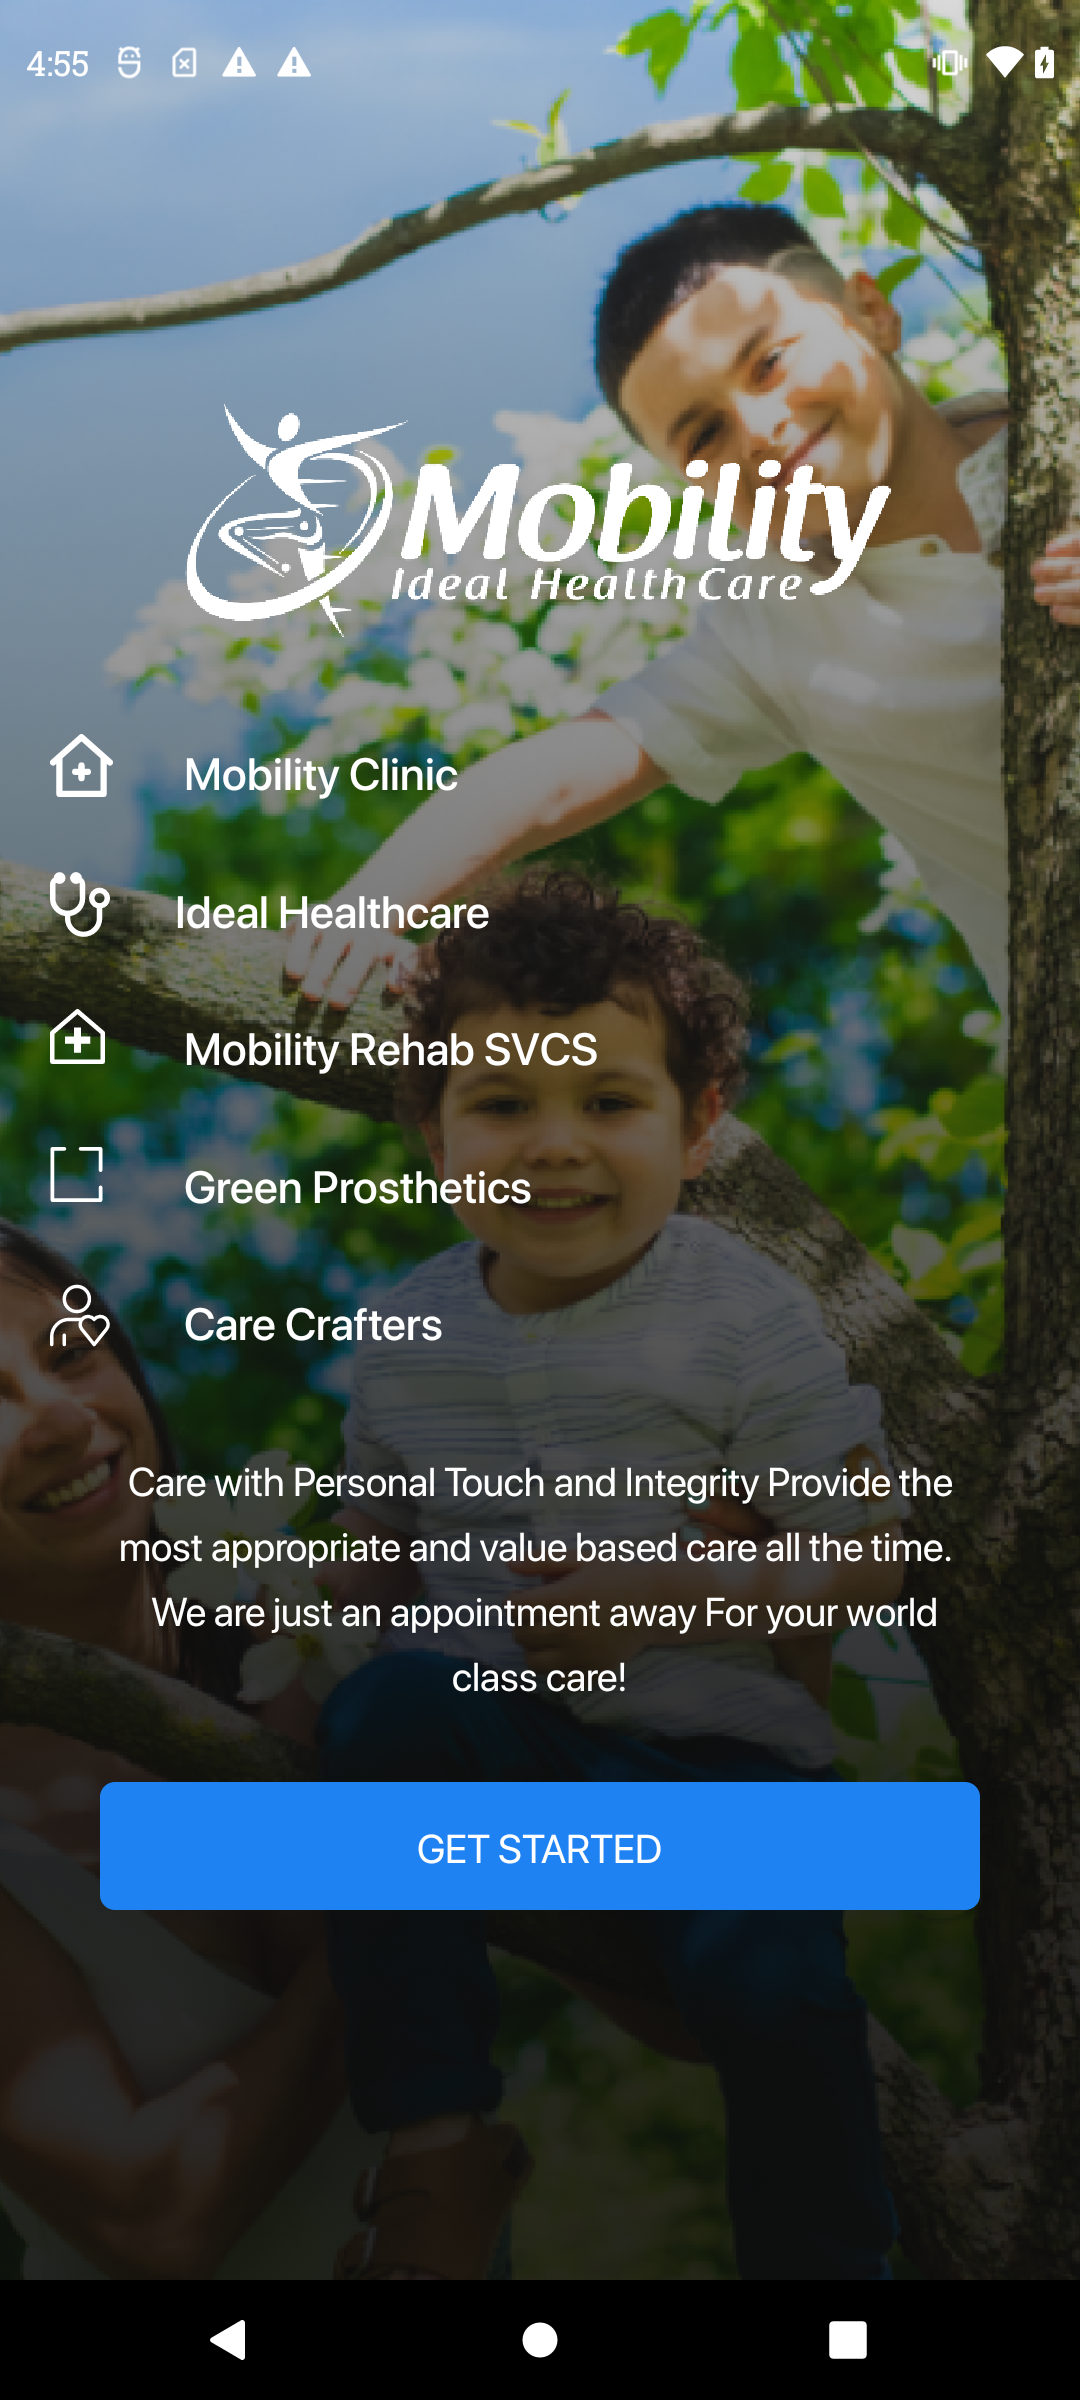 4:55
Mobility
Ideal Health Care
Mobility Clinic
Ideal Healthcare
Mobility Rehab SVCS
Green Prosthetics
Care Crafters
Care with Personal Touch and Integrity Provide the
most appropriate and value based care all the time.
We are just an appointment away For your world
class care!
GET STARTED